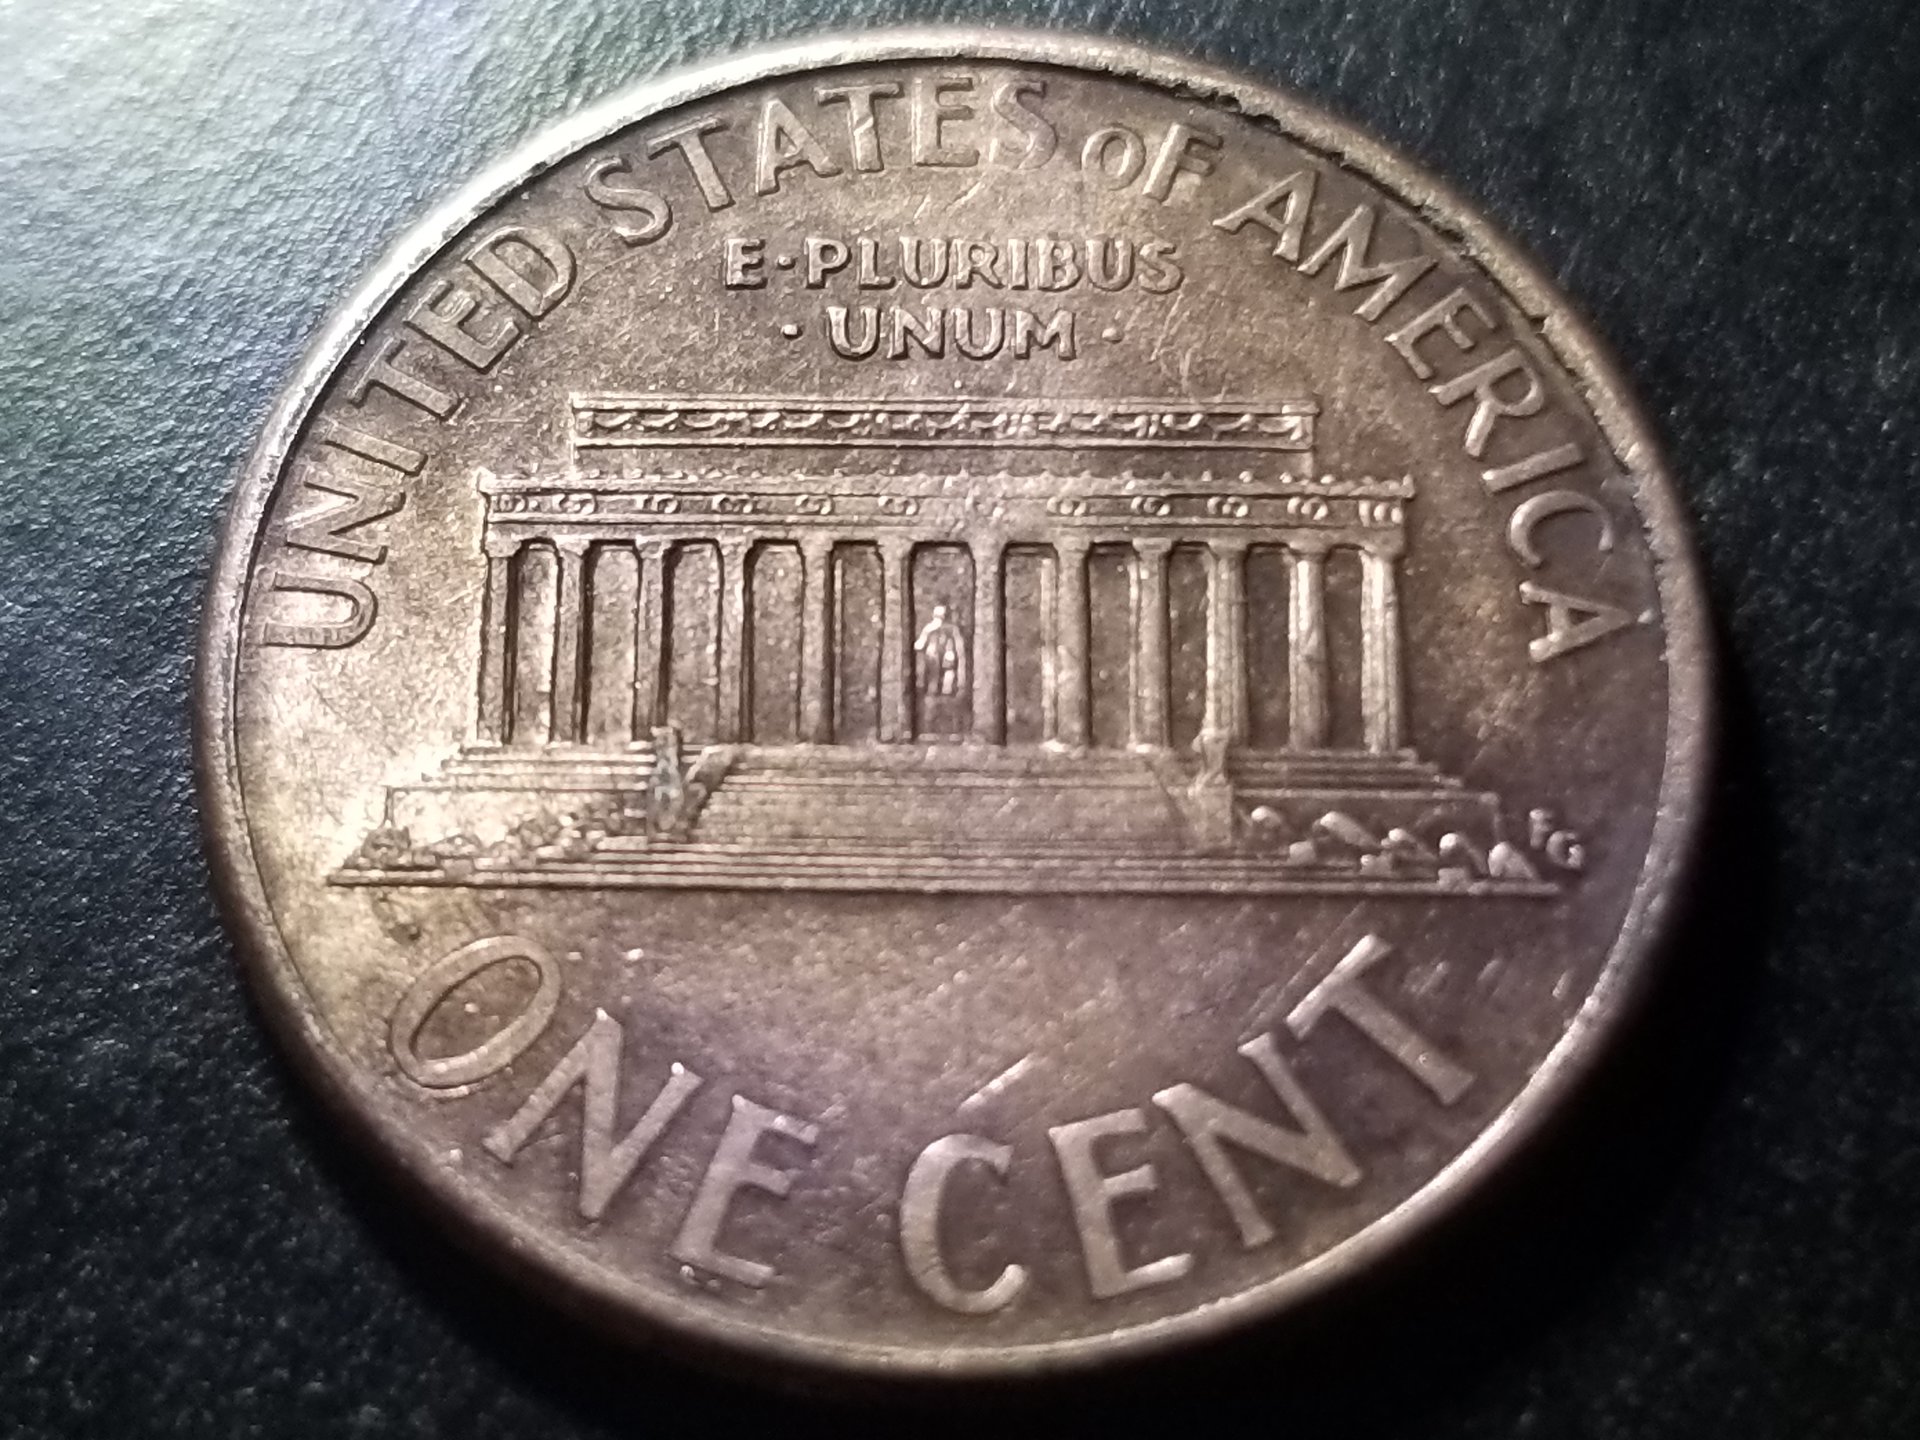 UNITED STATES OF AMERICA
E·PLURIBUS
·UNUM·
FG
ONE CENT